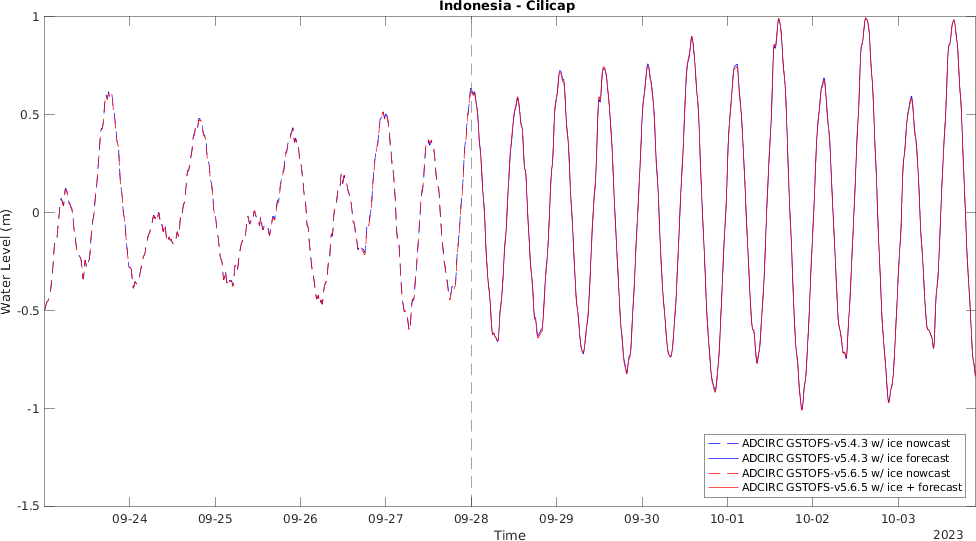 Indonesia - Cilicap
Water Level (m)
1
0.5
0
-0.5
-1
-1.5
09-24 09-25 09-26 09-27 09-28 09-29 09-30 10-01 10-02 10-03
Time
2023
ADCIRC GSTOFS-v5.4.3 w/ ice nowcast
ADCIRC GSTOFS-v5.4.3 w/ ice forecast
ADCIRC GSTOFS-v5.6.5 w/ ice nowcast
ADCIRC GSTOFS-v5.6.5 w/ ice + forecast